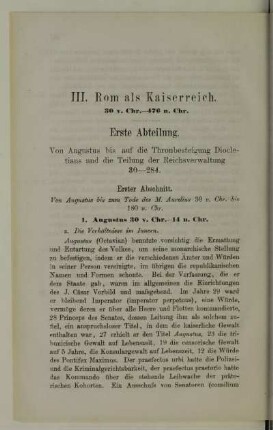 III. Rom als Kaiserreich.
30 v. Chr.—476 n. Chr.
Erste Abteilung.
Von Augustus bis auf die Thronbesteigung Diocle-
tians und die Teilung der Reichsverwaltung
30—284.
Erster Abschnitt.
Von Augustus bis zum Tode des M. Aurelius 30 v. Chr. bis
180 n. Chr.
1. Augustus 30 v. Chr.—14 n. Chr.
a. Die Verhältnisse im Innern.
Augustus (Octavius) benutzte vorsichtig die Ermattung
und Entartung des Volkes, um seine monarchische Stellung
zu befestigen, indem er die verschiedenen Ämter und Würden
in seiner Person vereinigte, im übrigen die republikanischen
Namen und Formen schonte. Bei der Verfassung, die er
dem Staate gab, waren im allgemeinen die Einrichtungen
des J. Cäsar Vorbild und maßgebend. Im Jahre 29 ward
er bleibend Imperator (imperator perpetuus), eine Würde,
vermöge deren er über alle Heere und Flotten kommandierte,
28 Princeps des Senates, dessen Leitung ihm als solchem zufiel,
ein anspruchsloser Titel, in dem die kaiserliche Gewalt
enthalten war, 27 erhielt er den Titel Augustus, 23 die tri-
bunizische Gewalt auf Lebenszeit, 19 die censorische Gewalt
auf 5 Jahre, die Konsulargewalt auf Lebenszeit, 12 die Würde
des Pontifex Maximus. Der praefectus urbi hatte die Polizei
und die Kriminalgerichtsbarkeit, der praefectus praetorio hatte
das Kommando über die stehende Leibwache der präto-
rischen Kohorten. Ein Ausschuß von Senatoren (consilium